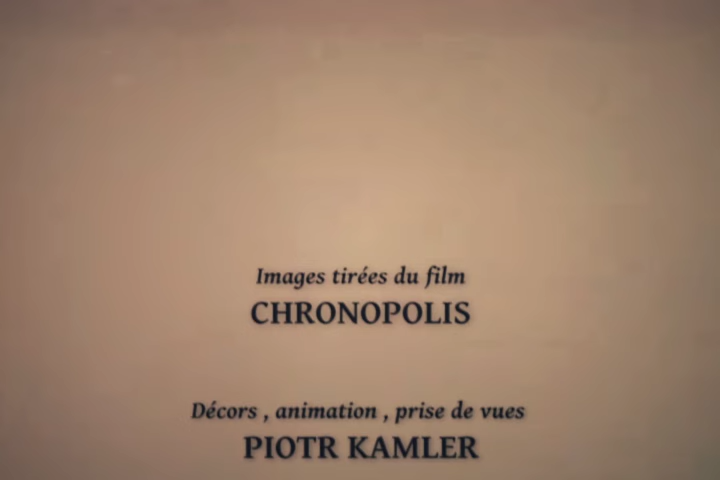 Images tirées du film
CHRONOPOLIS
Décors , animation , prise de vues
PIOTR KAMLER